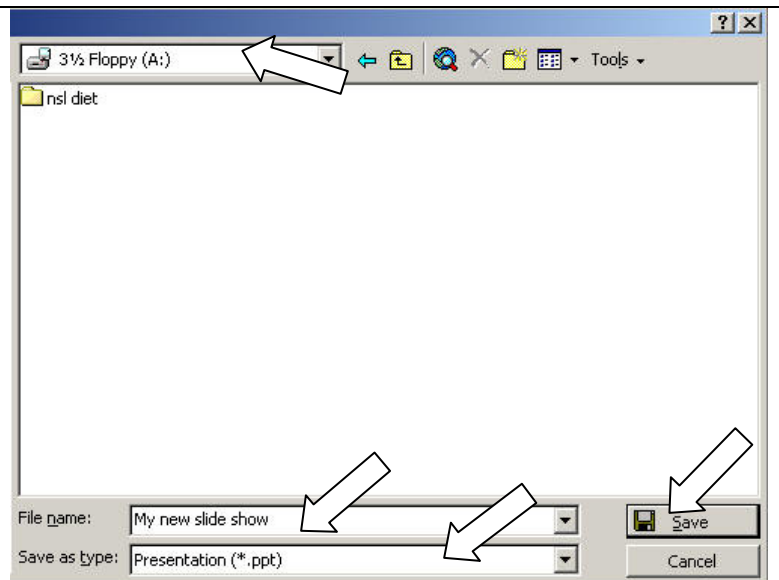 ? X
3½ Floppy (A:) Tools
nsl diet
File name: My new slide show Save
Save as type: Presentation (*.ppt) Cancel